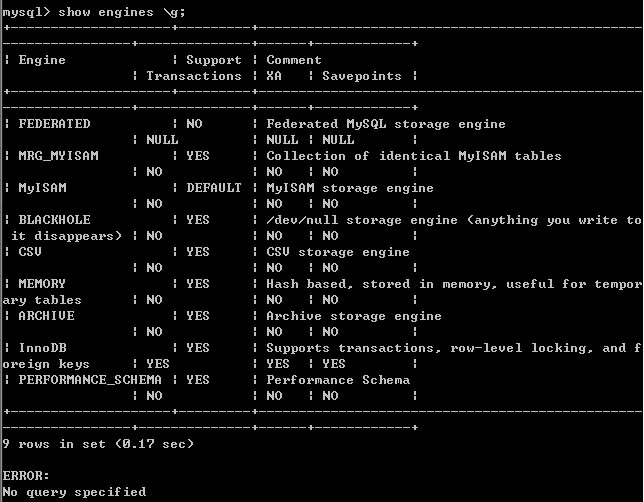 mysql> show engines \g;
+--------------------+---------+------------------------------------------------
----------------+--------------+------+------------+
| Engine             | Support | Comment
                | Transactions | XA   | Savepoints |
+--------------------+---------+------------------------------------------------
----------------+--------------+------+------------+
| FEDERATED          | NO      | Federated MySQL storage engine
                | NULL         | NULL | NULL       |
| MRG_MYISAM         | YES     | Collection of identical MyISAM tables
                | NO           | NO   | NO         |
| MyISAM             | DEFAULT | MyISAM storage engine
                | NO           | NO   | NO         |
| BLACKHOLE          | YES     | /dev/null storage engine (anything you write to
 it disappears) | NO           | NO   | NO         |
| CSV                | YES     | CSV storage engine
                | NO           | NO   | NO         |
| MEMORY             | YES     | Hash based, stored in memory, useful for tempor
ary tables      | NO           | NO   | NO         |
| ARCHIVE            | YES     | Archive storage engine
                | NO           | NO   | NO         |
| InnoDB             | YES     | Supports transactions, row-level locking, and f
oreign keys     | YES          | YES  | YES        |
| PERFORMANCE_SCHEMA | YES     | Performance Schema
                | NO           | NO   | NO         |
+--------------------+---------+------------------------------------------------
----------------+--------------+------+------------+
9 rows in set (0.17 sec)
ERROR:
No query specified